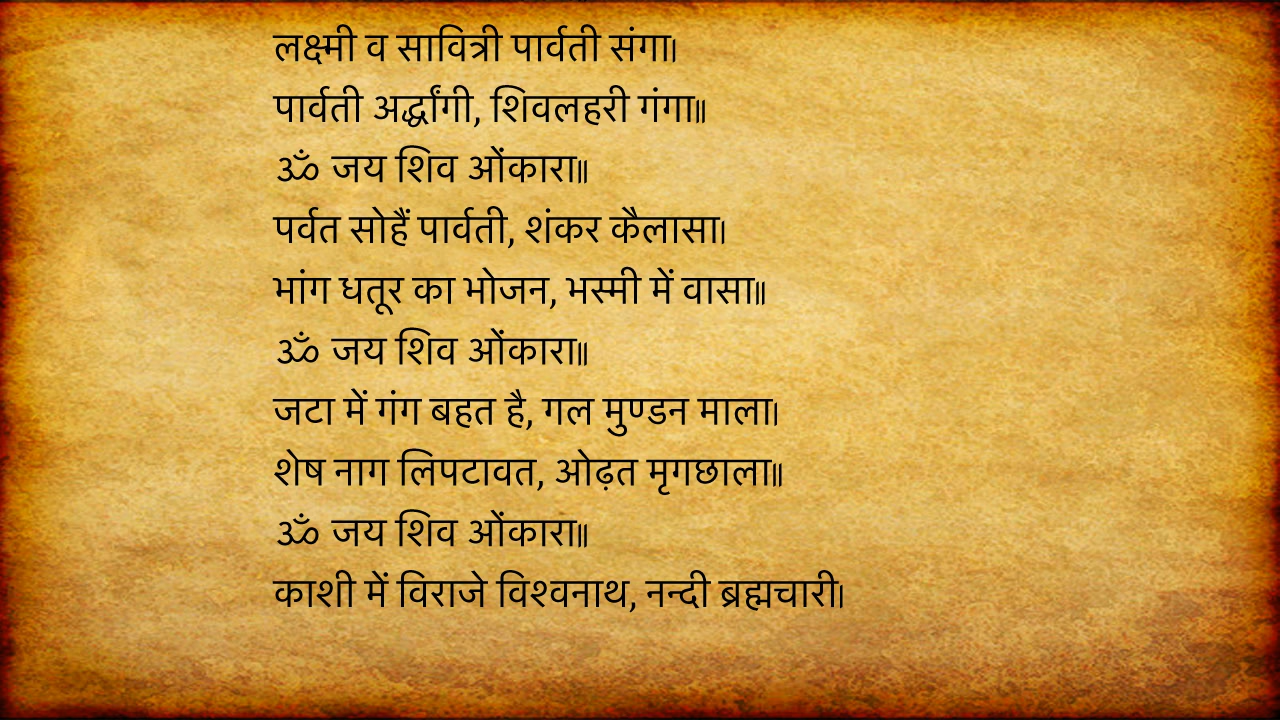 लक्ष्मी व सावित्री पार्वती संगा।
पार्वती अर्द्धांगी, शिवलहरी गंगा॥
ॐ जय शिव ओंकारा॥
पर्वत सोहैं पार्वती, शंकर कैलासा।
भांग धतूर का भोजन, भस्मी में वासा॥
ॐ जय शिव ओंकारा॥
जटा में गंग बहत है, गल मुण्डन माला।
शेष नाग लिपटावत, ओढ़त मृगछाला॥
ॐ जय शिव ओंकारा॥
काशी में विराजे विश्वनाथ, नन्दी ब्रह्मचारी।